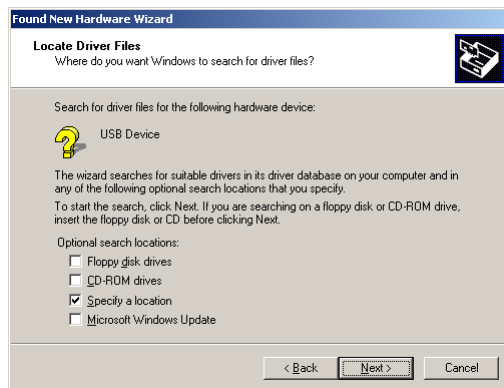 Found New Hardware Wizard
Locate Driver Files
Where do you want Windows to search for driver files?
Search for driver files for the following hardware device:
USB Device
The wizard searches for suitable drivers in its driver database on your computer and in
any of the following optional search locations that you specify.
To start the search, click Next. If you are searching on a floppy disk or CD-ROM drive,
insert the floppy disk or CD before clicking Next.
Optional search locations:
Floppy disk drives
CD-ROM drives
Specify a location
Microsoft Windows Update
< Back Next > Cancel